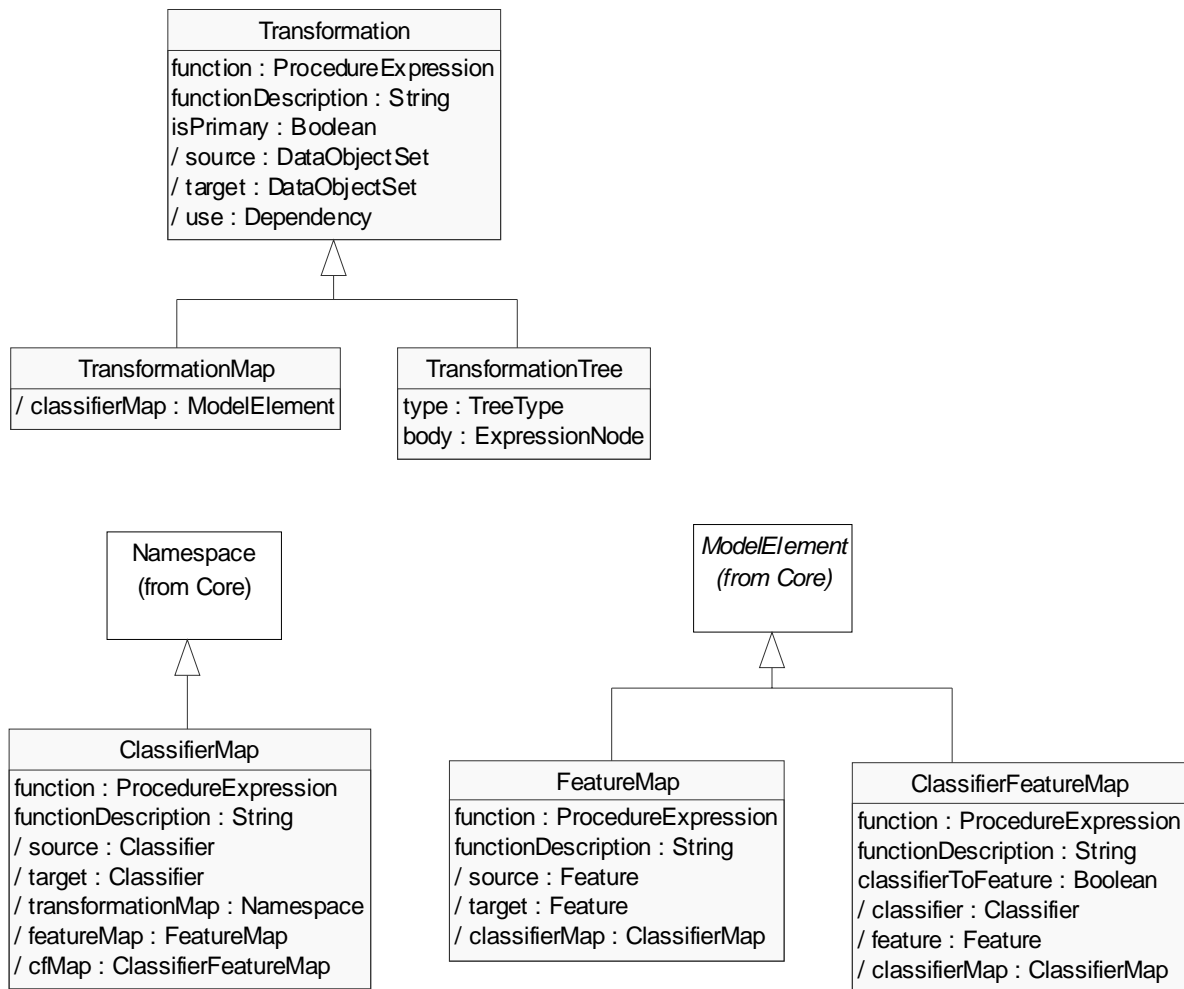 Transformation
function : ProcedureExpression
functionDescription : String
isPrimary : Boolean
/ source : DataObjectSet
/ target : DataObjectSet
/ use : Dependency
TransformationMap
/ classifierMap : ModelElement
TransformationTree
type : TreeType
body : ExpressionNode
Namespace
(from Core)
ModelElement
(from Core)
ClassifierMap
function : ProcedureExpression
functionDescription : String
/ source : Classifier
/ target : Classifier
/ transformationMap : Namespace
/ featureMap : FeatureMap
/ cfMap : ClassifierFeatureMap
FeatureMap
function : ProcedureExpression
functionDescription : String
/ source : Feature
/ target : Feature
/ classifierMap : ClassifierMap
ClassifierFeatureMap
function : ProcedureExpression
functionDescription : String
classifierToFeature : Boolean
/ classifier : Classifier
/ feature : Feature
/ classifierMap : ClassifierMap